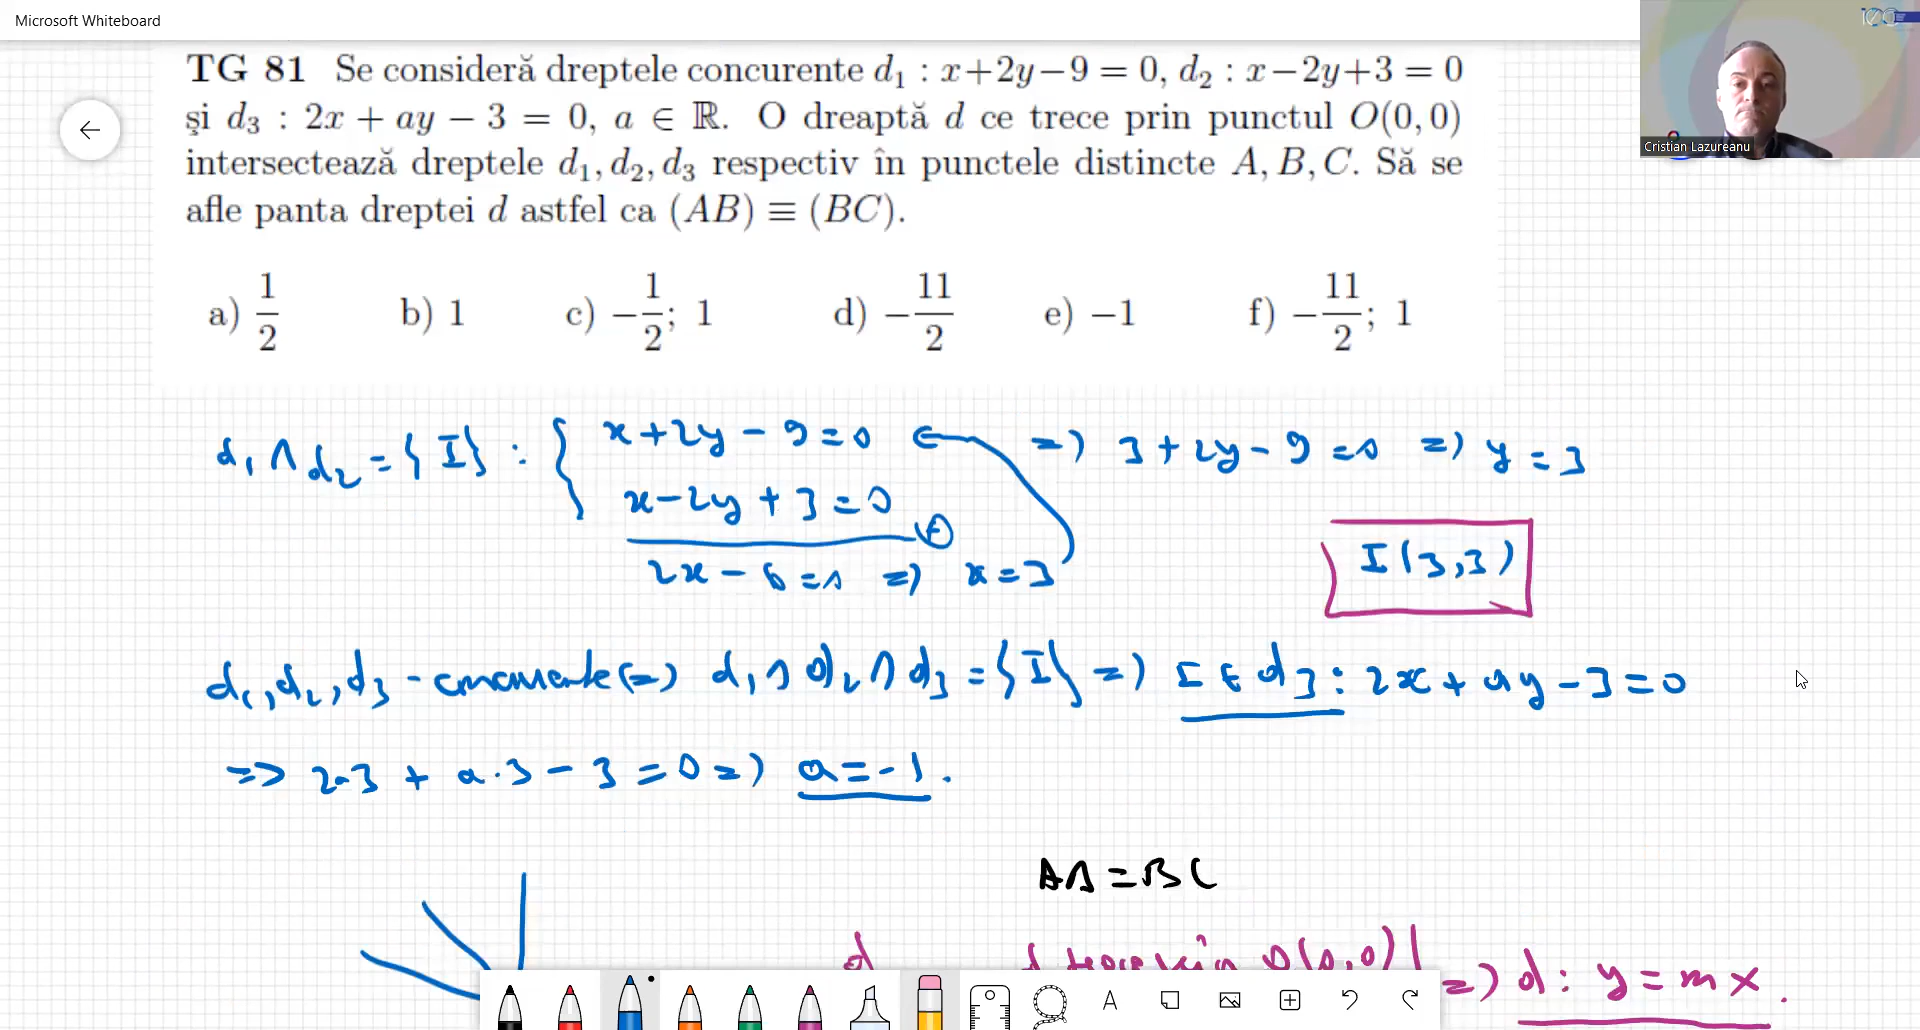 Microsoft Whiteboard
TG 81 Se consideră dreptele concurente d₁ : x+2y−9 = 0, d₂ : x−2y+3 = 0
şi d₃ : 2x + ay − 3 = 0, a ∈ ℝ. O dreaptă d ce trece prin punctul O(0, 0)
intersectează dreptele d₁, d₂, d₃ respectiv în punctele distincte A, B, C. Să se
afle panta dreptei d astfel ca (AB) ≡ (BC).
a) 1/2 b) 1 c) −1/2; 1 d) −11/2 e) −1 f) −11/2; 1
Cristian Lazureanu
d₁ ∩ d₂ = {I} : { x+2y−9=0 => 3+2y−9=0 => y=3
x−2y+3=0
2x−6=0 => x=3
I(3,3)
d₁, d₂, d₃ - concurente (=) d₁ ∩ d₂ ∩ d₃ = {I} => I ∈ d₃ : 2x+ay−3=0
=> 2·3 + a·3 − 3 = 0 => a=−1.
AB = BC
d
d trece prin O(0,0) => d : y = mx.